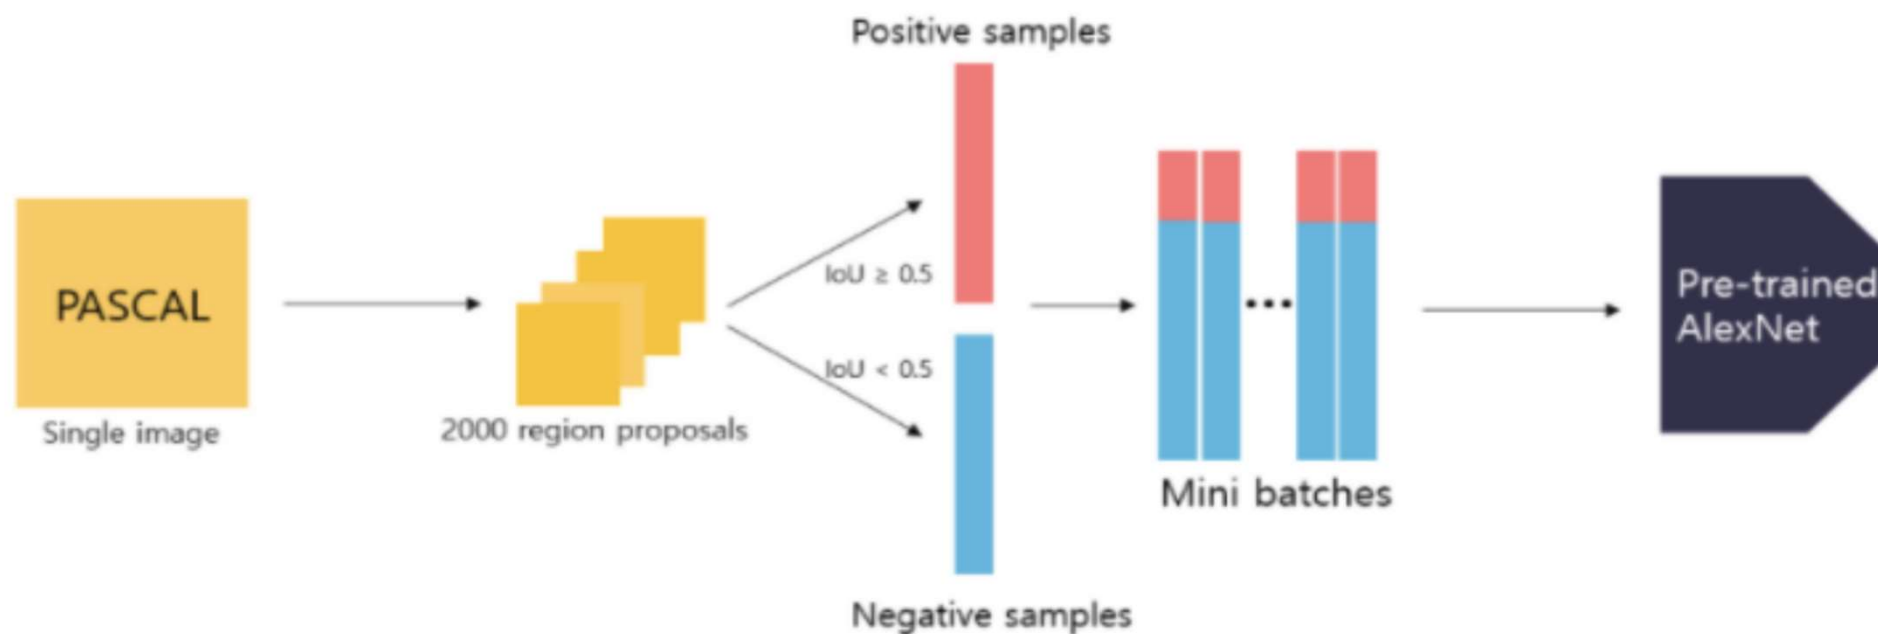 Positive samples
PASCAL
Single image
2000 region proposals
IoU ≥ 0.5
IoU < 0.5
Negative samples
Mini batches
Pre-trained
AlexNet